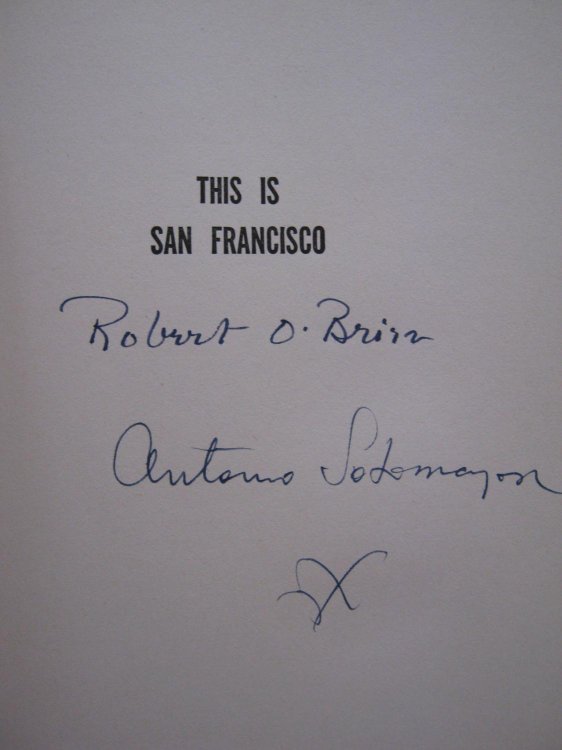 THIS IS
SAN FRANCISCO
Robert O'Brien
Antonio Sotomayor